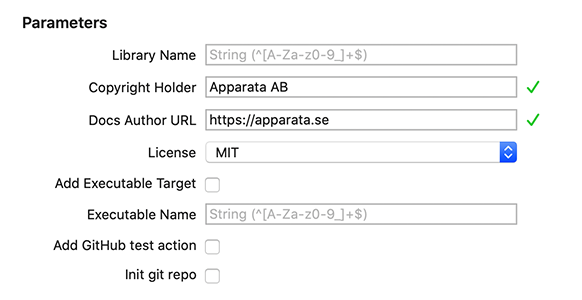 Parameters
Library Name String (^[A-Za-z0-9_]+$)
Copyright Holder Apparata AB
Docs Author URL https://apparata.se
License MIT
Add Executable Target
Executable Name String (^[A-Za-z0-9_]+$)
Add GitHub test action
Init git repo